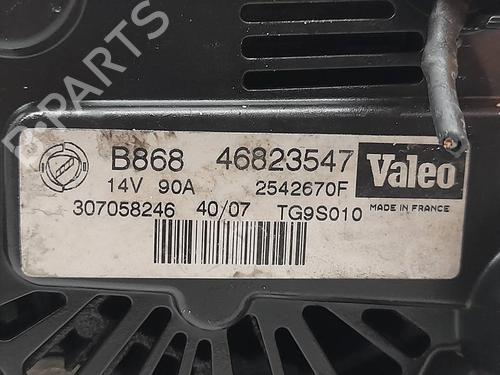 B-PARTS
B868 46823547 Valeo
14V 90A 2542670F
MADE IN FRANCE
307058246 40/07 TG9S010